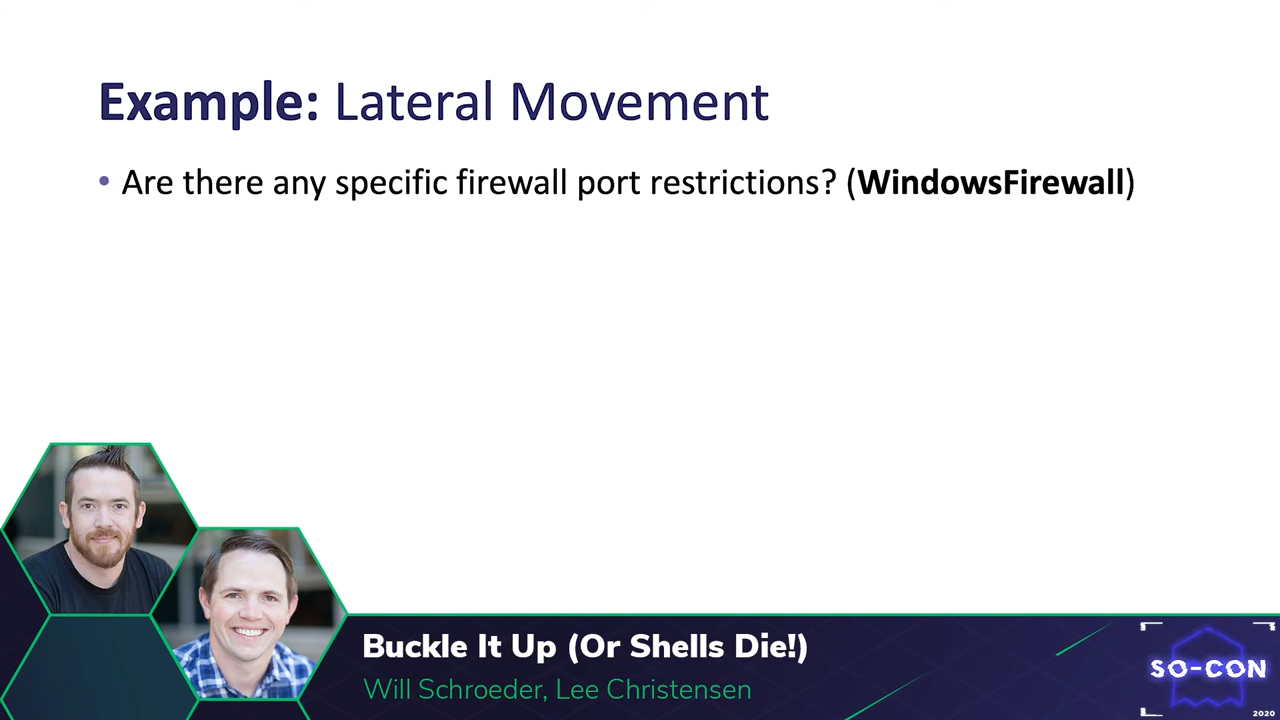 Example: Lateral Movement
• Are there any specific firewall port restrictions? (WindowsFirewall)
Buckle It Up (Or Shells Die!)
Will Schroeder, Lee Christensen
SO-CON
2020